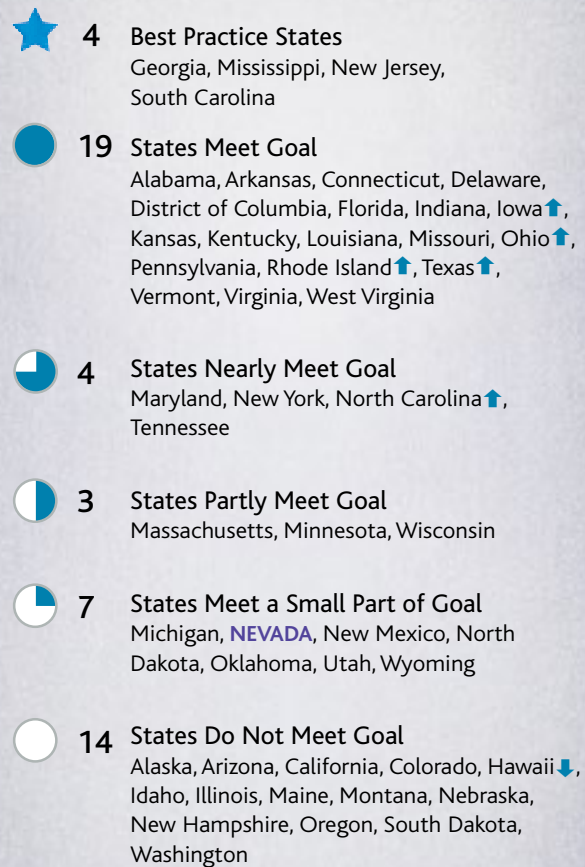 4 Best Practice States
Georgia, Mississippi, New Jersey,
South Carolina
19 States Meet Goal
Alabama, Arkansas, Connecticut, Delaware,
District of Columbia, Florida, Indiana, Iowa⬆,
Kansas, Kentucky, Louisiana, Missouri, Ohio⬆,
Pennsylvania, Rhode Island⬆, Texas⬆,
Vermont, Virginia, West Virginia
4 States Nearly Meet Goal
Maryland, New York, North Carolina⬆,
Tennessee
3 States Partly Meet Goal
Massachusetts, Minnesota, Wisconsin
7 States Meet a Small Part of Goal
Michigan, NEVADA, New Mexico, North
Dakota, Oklahoma, Utah, Wyoming
14 States Do Not Meet Goal
Alaska, Arizona, California, Colorado, Hawaii⬇,
Idaho, Illinois, Maine, Montana, Nebraska,
New Hampshire, Oregon, South Dakota,
Washington